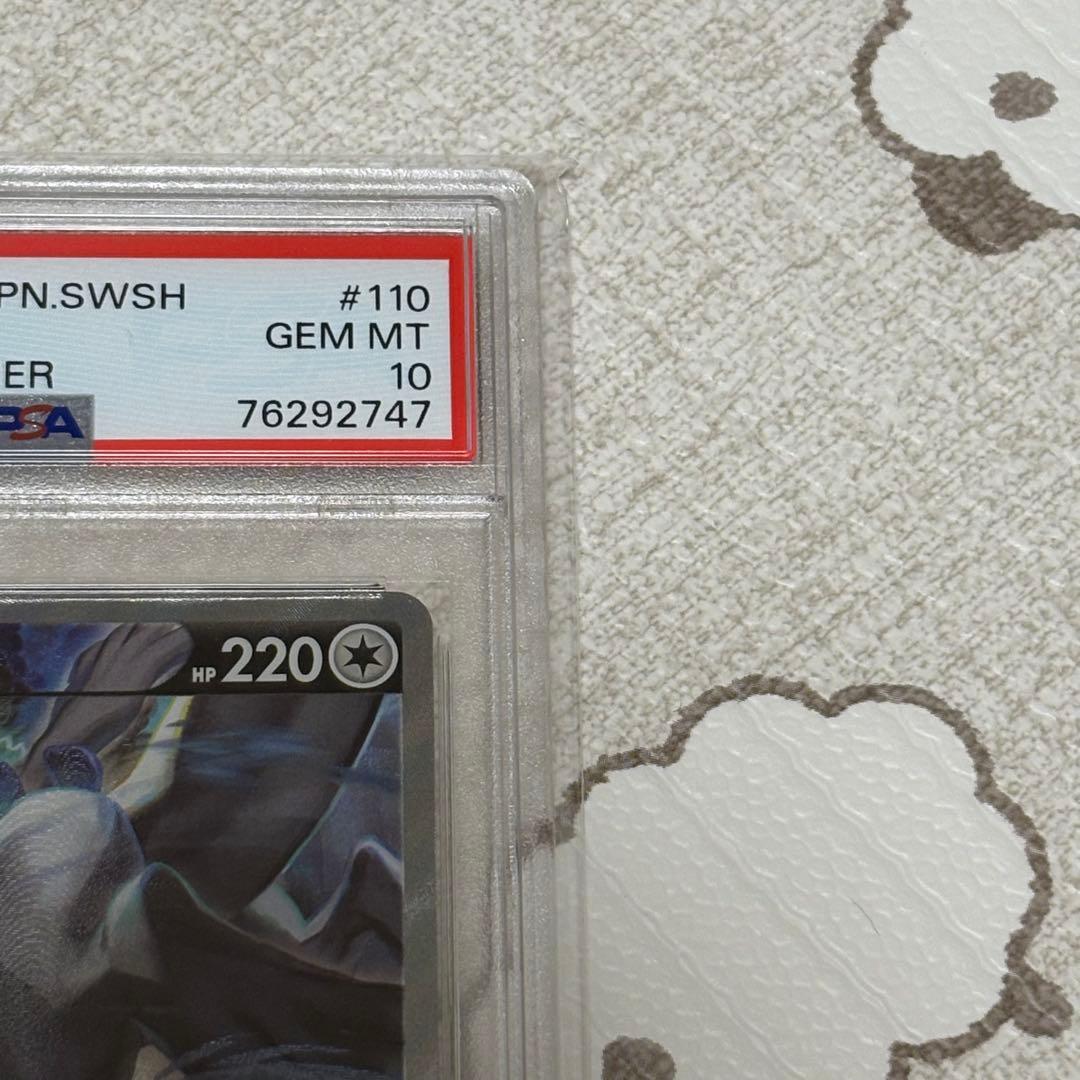 PN.SWSH #110
GEM MT
ER 10
PSA 76292747
HP 220